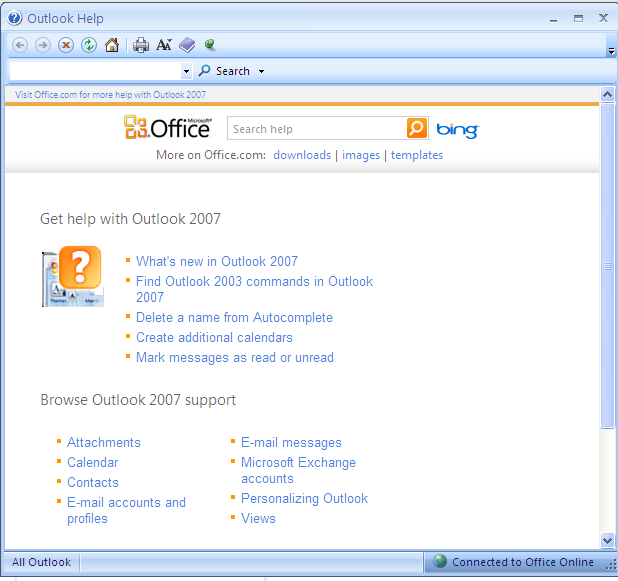 Outlook Help
Search
Visit Office.com for more help with Outlook 2007
Microsoft®
Office
Search help
bing
More on Office.com: downloads | images | templates
Get help with Outlook 2007
What's new in Outlook 2007
Find Outlook 2003 commands in Outlook
2007
Delete a name from Autocomplete
Create additional calendars
Mark messages as read or unread
Browse Outlook 2007 support
Attachments
Calendar
Contacts
E-mail accounts and
profiles
E-mail messages
Microsoft Exchange
accounts
Personalizing Outlook
Views
All Outlook
Connected to Office Online